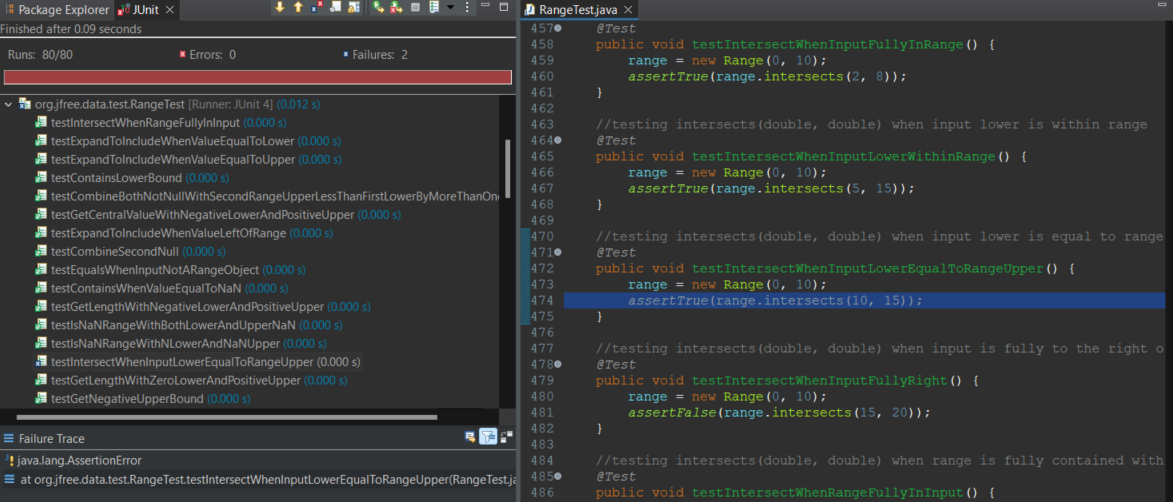 Package Explorer JUnit
Finished after 0.09 seconds
Runs: 80/80 Errors: 0 Failures: 2
org.jfree.data.test.RangeTest [Runner: JUnit 4] (0.012 s)
testIntersectWhenRangeFullyInInput (0.000 s)
testExpandToIncludeWhenValueEqualToLower (0.000 s)
testExpandToIncludeWhenValueEqualToUpper (0.000 s)
testContainsLowerBound (0.000 s)
testCombineBothNotNullWithSecondRangeUpperLessThanFirstLowerByMoreThanOn
testGetCentralValueWithNegativeLowerAndPositiveUpper (0.000 s)
testExpandToIncludeWhenValueLeftOfRange (0.000 s)
testCombineSecondNull (0.000 s)
testEqualsWhenInputNotARangeObject (0.000 s)
testContainsWhenValueEqualToNaN (0.000 s)
testGetLengthWithNegativeLowerAndPositiveUpper (0.000 s)
testIsNaNRangeWithBothLowerAndUpperNaN (0.000 s)
testIsNaNRangeWithNLowerAndNaNUpper (0.000 s)
testIntersectWhenInputLowerEqualToRangeUpper (0.000 s)
testGetLengthWithZeroLowerAndPositiveUpper (0.000 s)
testGetNegativeUpperBound (0.000 s)
Failure Trace
java.lang.AssertionError
at org.jfree.data.test.RangeTest.testIntersectWhenInputLowerEqualToRangeUpper(RangeTest.ja
RangeTest.java
457 @Test
458 public void testIntersectWhenInputFullyInRange() {
459 range = new Range(0, 10);
460 assertTrue(range.intersects(2, 8));
461 }
462
463 //testing intersects(double, double) when input lower is within range
464 @Test
465 public void testIntersectWhenInputLowerWithinRange() {
466 range = new Range(0, 10);
467 assertTrue(range.intersects(5, 15));
468 }
469
470 //testing intersects(double, double) when input lower is equal to range
471 @Test
472 public void testIntersectWhenInputLowerEqualToRangeUpper() {
473 range = new Range(0, 10);
474 assertTrue(range.intersects(10, 15));
475 }
476
477 //testing intersects(double, double) when input is fully to the right o
478 @Test
479 public void testIntersectWhenInputFullyRight() {
480 range = new Range(0, 10);
481 assertFalse(range.intersects(15, 20));
482 }
483
484 //testing intersects(double, double) when range is fully contained with
485 @Test
486 public void testIntersectWhenRangeFullyInInput() {